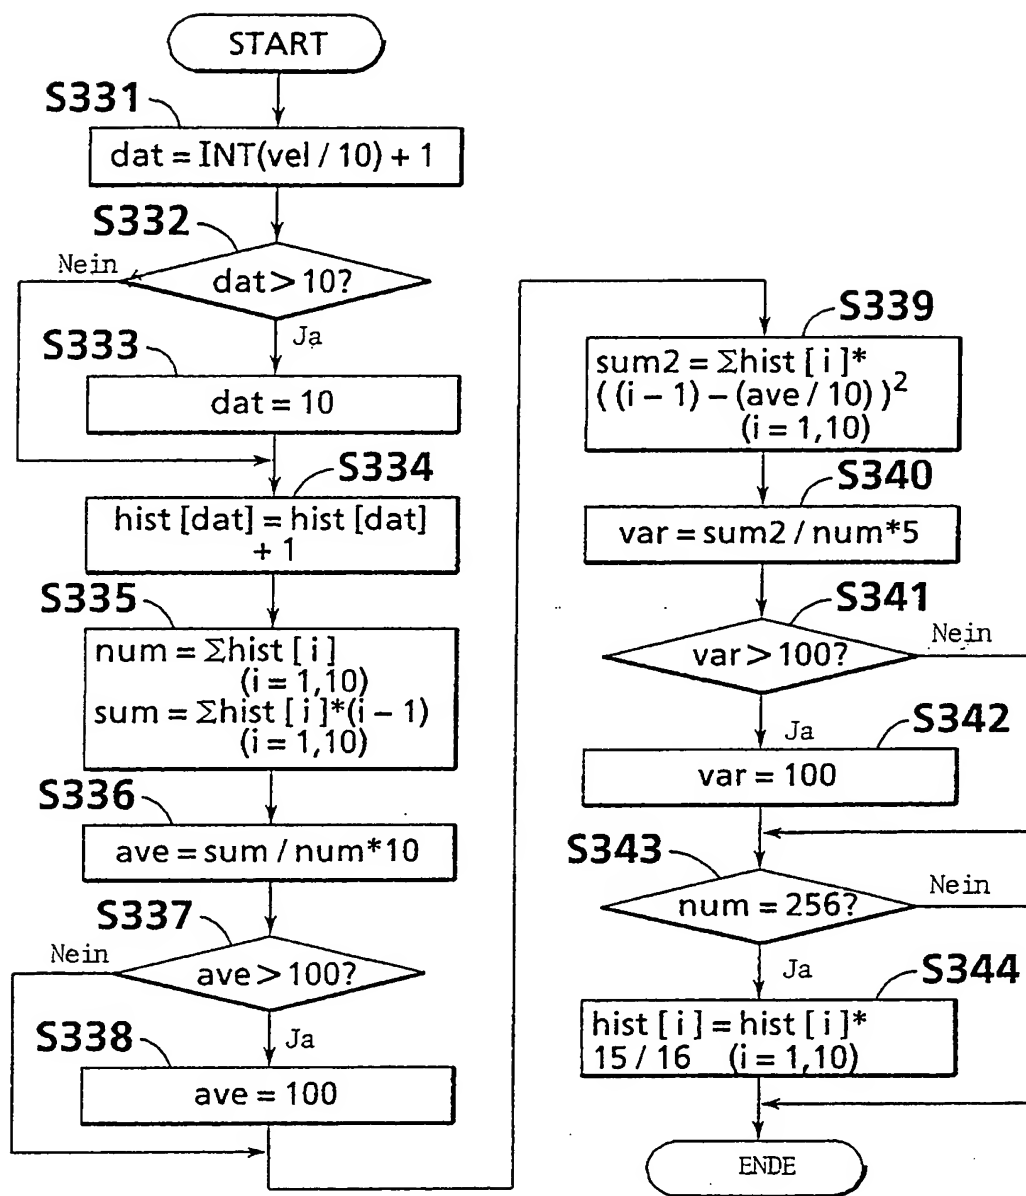 START
S331
dat = INT(vel / 10) + 1
S332
Nein
dat > 10?
Ja
S333
dat = 10
S334
hist [dat] = hist [dat]
+ 1
S335
num = Σhist [ i ]
(i = 1,10)
sum = Σhist [ i ]*(i – 1)
(i = 1,10)
S336
ave = sum / num*10
S337
Nein
ave > 100?
Ja
S338
ave = 100
S339
sum2 = Σhist [ i ]*
( (i – 1) – (ave / 10) )²
(i = 1,10)
S340
var = sum2 / num*5
S341
Nein
var > 100?
Ja
S342
var = 100
S343
Nein
num = 256?
Ja
S344
hist [ i ] = hist [ i ]*
15 / 16 (i = 1,10)
ENDE